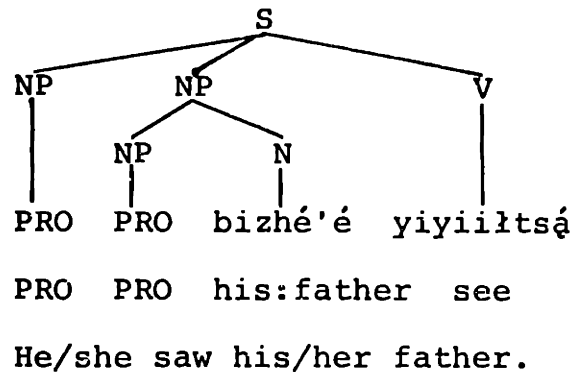 S
NP NP V
NP N
PRO PRO bizhé'é yiyiiłtsą́
PRO PRO his:father see
He/she saw his/her father.